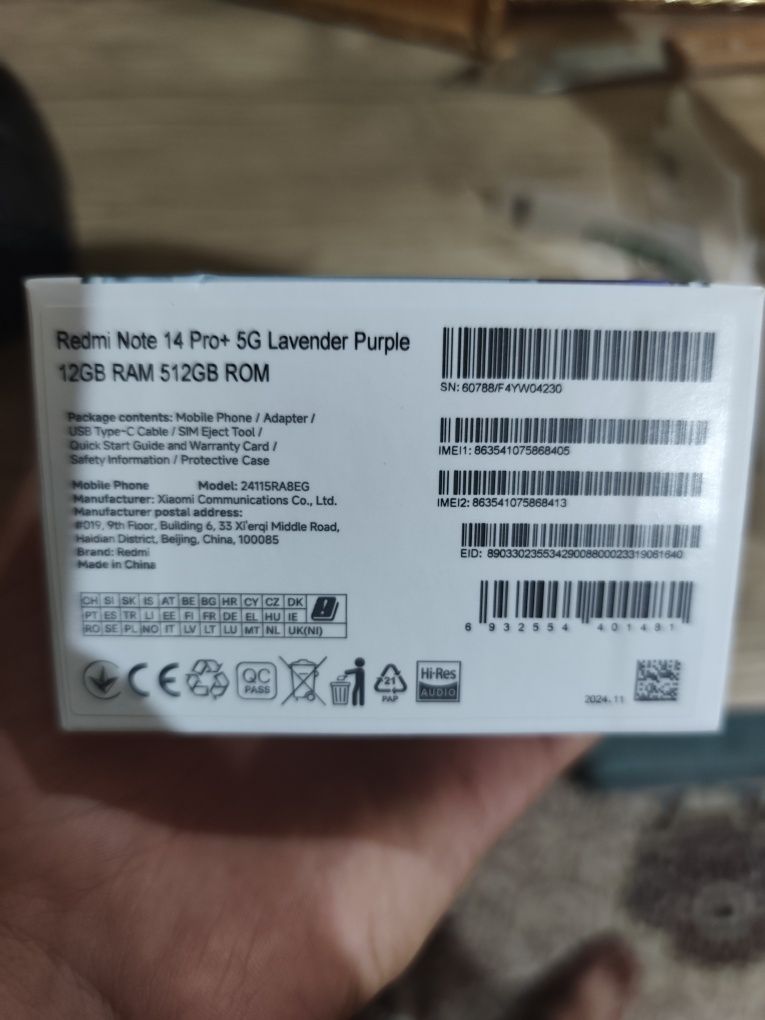 Redmi Note 14 Pro+ 5G Lavender Purple
12GB RAM 512GB ROM
Package contents: Mobile Phone / Adapter /
USB Type-C Cable / SIM Eject Tool /
Quick Start Guide and Warranty Card /
Safety Information / Protective Case
Mobile Phone Model: 24115RA8EG
Manufacturer: Xiaomi Communications Co., Ltd.
Manufacturer postal address:
#019, 9th Floor, Building 6, 33 Xi'erqi Middle Road,
Haidian District, Beijing, China, 100085
Brand: Redmi
Made in China
CH SI SK IS AT BE BG HR CY CZ DK
PT ES TR LI EE FI FR DE EL HU IE
RO SE PL NO IT LV LT LU MT NL UK(NI)
CE
QC
PASS
21
PAP
Hi-Res
AUDIO
SN: 60788/F4YW04230
IMEI1: 863541075868405
IMEI2: 863541075868413
EID: 89033023553429008800023319061640
6 932554 401491
2024.11